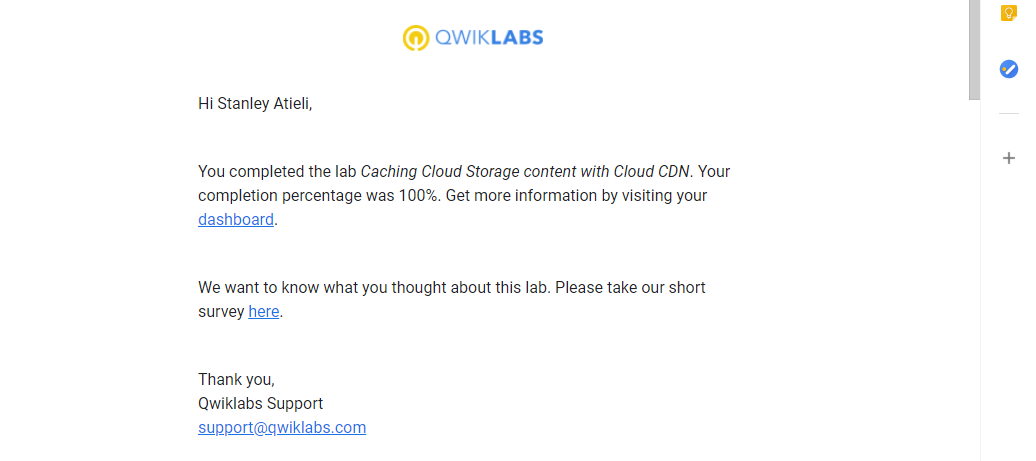 QWIKLABS
Hi Stanley Atieli,
You completed the lab Caching Cloud Storage content with Cloud CDN. Your
completion percentage was 100%. Get more information by visiting your
dashboard.
We want to know what you thought about this lab. Please take our short
survey here.
Thank you,
Qwiklabs Support
support@qwiklabs.com